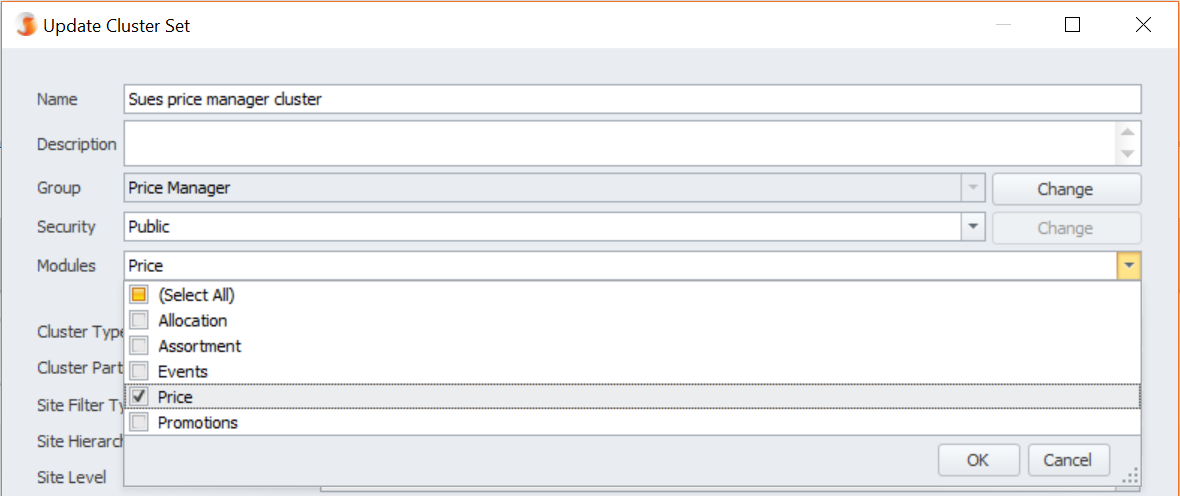 Update Cluster Set
Name Sues price manager cluster
Description
Group Price Manager Change
Security Public Change
Modules Price
(Select All)
Allocation
Cluster Type
Assortment
Cluster Part
Events
Price
Site Filter Ty
Promotions
Site Hierarch
OK Cancel
Site Level